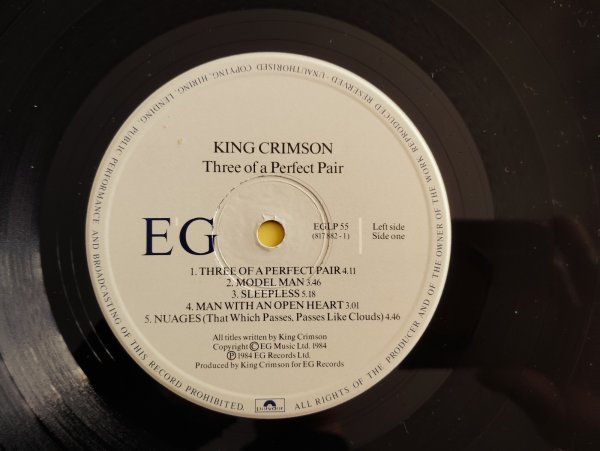 KING CRIMSON
Three of a Perfect Pair
EG
EGLP 55
(817 882 - 1)
Left side
Side one
1. THREE OF A PERFECT PAIR 4.11
2. MODEL MAN 3.46
3. SLEEPLESS 5.18
4. MAN WITH AN OPEN HEART 3.01
5. NUAGES (That Which Passes, Passes Like Clouds) 4.46
All titles written by King Crimson
Copyright © EG Music Ltd. 1984
℗ 1984 EG Records Ltd.
Produced by King Crimson for EG Records
polydor
ALL RIGHTS OF THE PRODUCER AND OF THE OWNER OF THE WORK REPRODUCED RESERVED · UNAUTHORISED COPYING, HIRING, LENDING, PUBLIC PERFORMANCE AND BROADCASTING OF THIS RECORD PROHIBITED.